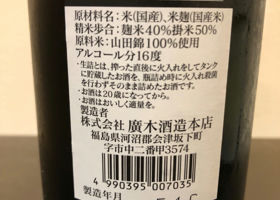 原材料名:米(国産)、米麹(国産米)
精米歩合:麹米40%掛米50%
原料米:山田錦100%使用
アルコール分16度
・生詰とは、搾った直後に火入れをしてタンク
に貯蔵したお酒を、瓶詰め時に火入れ殺菌
を行わずそのまま詰めたお酒です。
・お酒は20歳になってから。
・お酒はおいしく適量を。
製造者
株式会社 廣木酒造本店
福島県河沼郡会津坂下町
字市中二番甲3574
4990395007035
製造年月